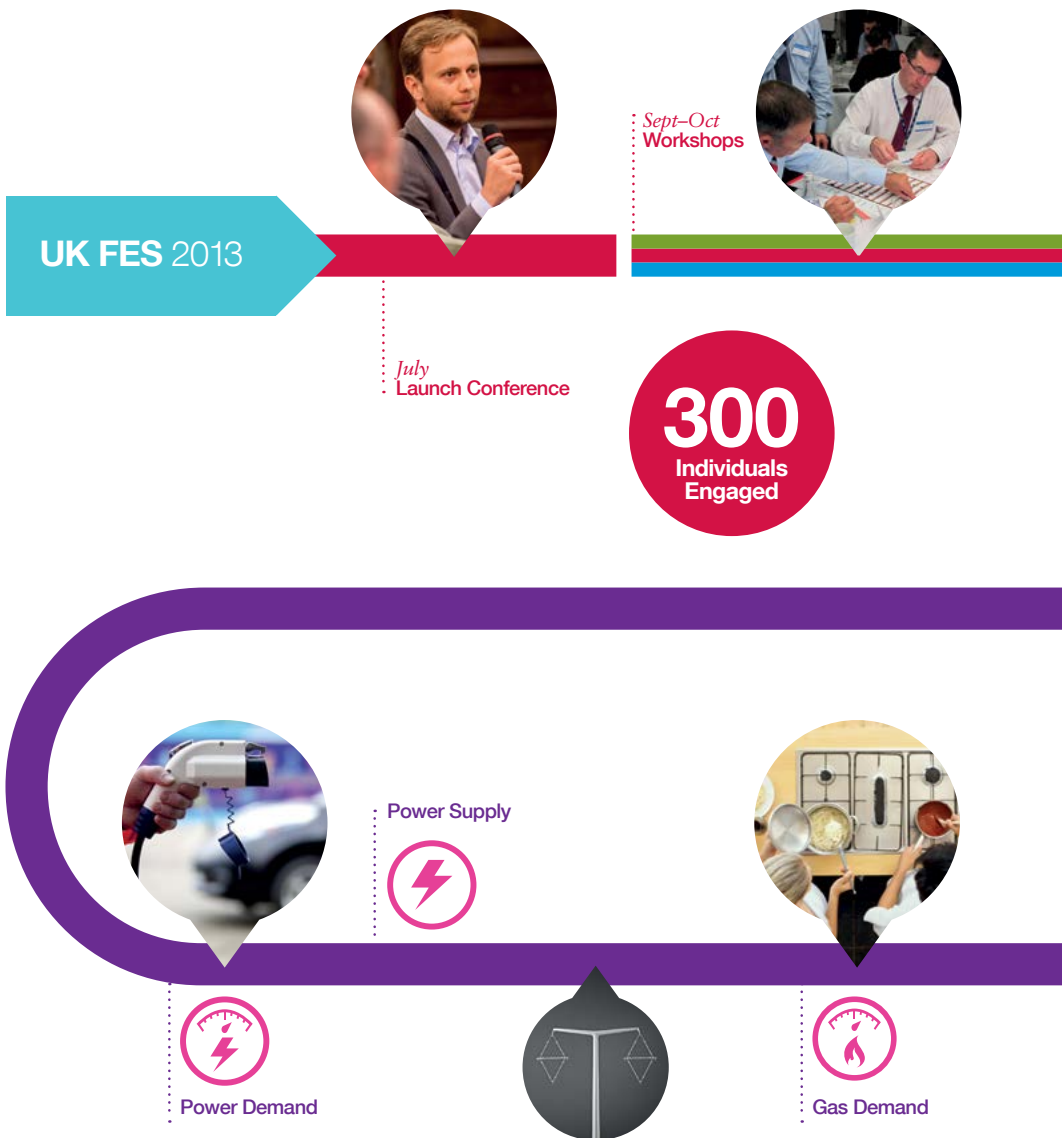 Sept–Oct
Workshops
UK FES 2013
July
Launch Conference
300
Individuals
Engaged
Power Supply
Power Demand
Gas Demand